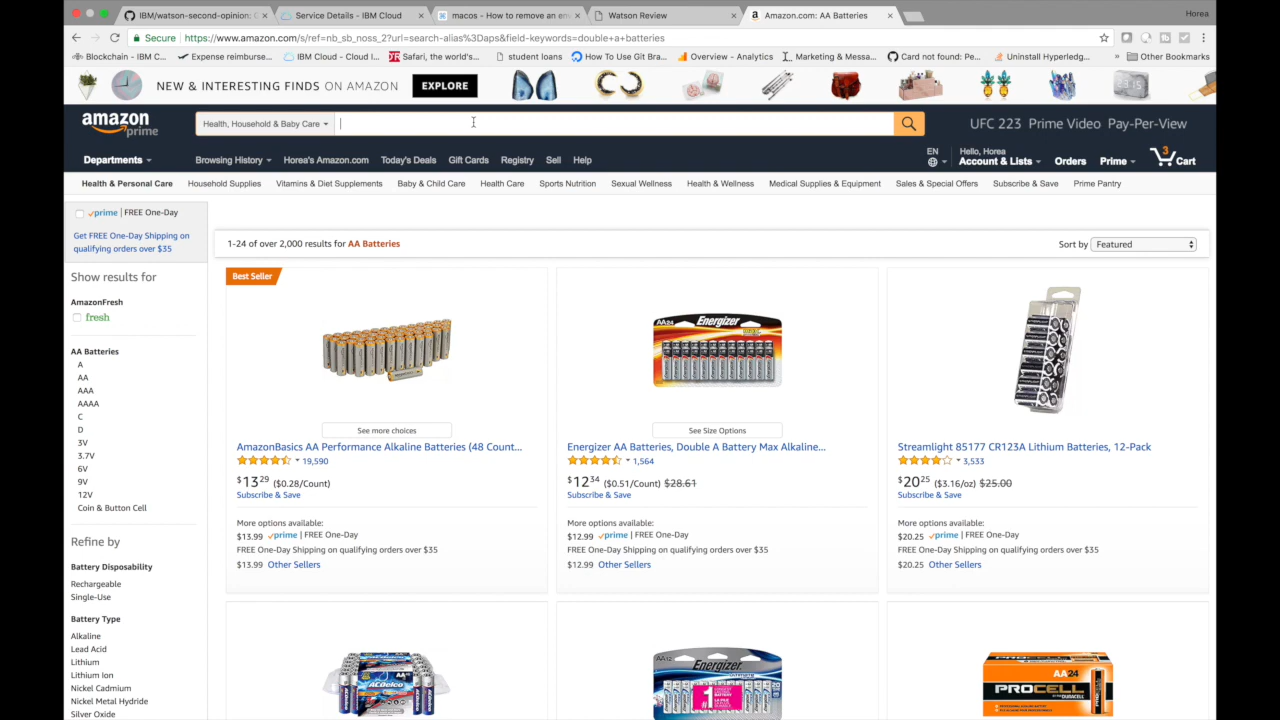 IBM/watson-second-opinion:
Service Details - IBM Cloud
macos - How to remove an
Watson Review
Amazon.com: AA Batteries
Horea
Secure
https://www.amazon.com/s/ref=nb_sb_noss_2?url=search-alias%3Daps&field-keywords=double+a+batteries
Blockchain - IBM C...
Expense reimburse...
IBM Cloud - Cloud I...
Safari, the world's...
student loans
How To Use Git Bra...
Overview - Analytics
Marketing & Messa...
Card not found: Pe...
Uninstall Hyperledg...
»
Other Bookmarks
NEW & INTERESTING FINDS ON AMAZON
EXPLORE
amazon
prime
Health, Household & Baby Care
UFC 223 Prime Video Pay-Per-View
Departments
Browsing History
Horea's Amazon.com
Today's Deals
Gift Cards
Registry
Sell
Help
EN
Hello, Horea
Account & Lists
Orders
Prime
3
Cart
Health & Personal Care
Household Supplies
Vitamins & Diet Supplements
Baby & Child Care
Health Care
Sports Nutrition
Sexual Wellness
Health & Wellness
Medical Supplies & Equipment
Sales & Special Offers
Subscribe & Save
Prime Pantry
prime | FREE One-Day
Get FREE One-Day Shipping on
qualifying orders over $35
1-24 of over 2,000 results for AA Batteries
Sort by Featured
Show results for
AmazonFresh
fresh
AA Batteries
A
AA
AAA
AAAA
C
D
3V
3.7V
6V
9V
12V
Coin & Button Cell
Refine by
Battery Disposability
Rechargeable
Single-Use
Battery Type
Alkaline
Lead Acid
Lithium
Lithium Ion
Nickel Cadmium
Nickel Metal Hydride
Silver Oxide
Best Seller
See more choices
AmazonBasics AA Performance Alkaline Batteries (48 Count...
19,590
$13 29 ($0.28/Count)
Subscribe & Save
More options available:
$13.99 prime | FREE One-Day
FREE One-Day Shipping on qualifying orders over $35
$13.99 Other Sellers
AA24
Energizer
See Size Options
Energizer AA Batteries, Double A Battery Max Alkaline...
1,564
$12 34 ($0.51/Count) $28.61
Subscribe & Save
More options available:
$12.99 prime | FREE One-Day
FREE One-Day Shipping on qualifying orders over $35
$12.99 Other Sellers
Streamlight 85177 CR123A Lithium Batteries, 12-Pack
3,533
$20 25 ($3.16/oz) $25.00
Subscribe & Save
More options available:
$20.25 prime | FREE One-Day
FREE One-Day Shipping on qualifying orders over $35
$20.25 Other Sellers
ACDelco
AA12
Energizer
#1
AA24
PROCELL